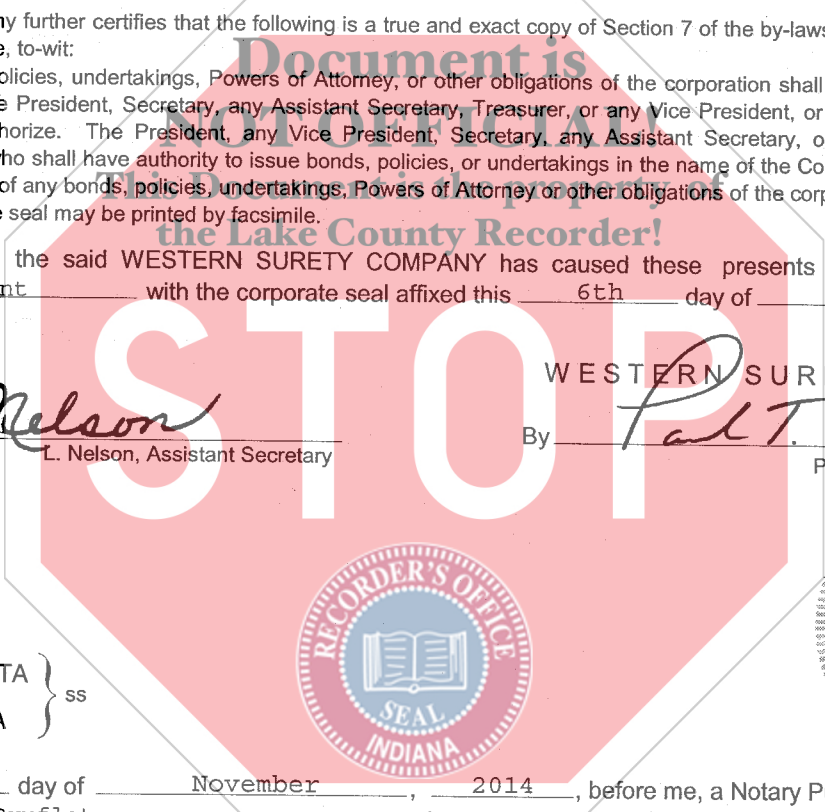 ny further certifies that the following is a true and exact copy of Section 7 of the by-laws
e, to-wit:
Document is
olicies, undertakings, Powers of Attorney, or other obligations of the corporation shall
e President, Secretary, any Assistant Secretary, Treasurer, or any Vice President, or
NOT OFFICIAL!
horize. The President, any Vice President, Secretary, any Assistant Secretary, o
ho shall have authority to issue bonds, policies, or undertakings in the name of the Co
This Document is the property of
of any bonds, policies, undertakings, Powers of Attorney or other obligations of the corp
e seal may be printed by facsimile.
the Lake County Recorder!
the said WESTERN SURETY COMPANY has caused these presents
nt with the corporate seal affixed this 6th day of
STOP
WESTERN SUR
Nelson
By Paul T.
L. Nelson, Assistant Secretary
P
RECORDER'S OFFICE
SEAL
INDIANA
TA
A } ss
day of November, 2014, before me, a Notary P